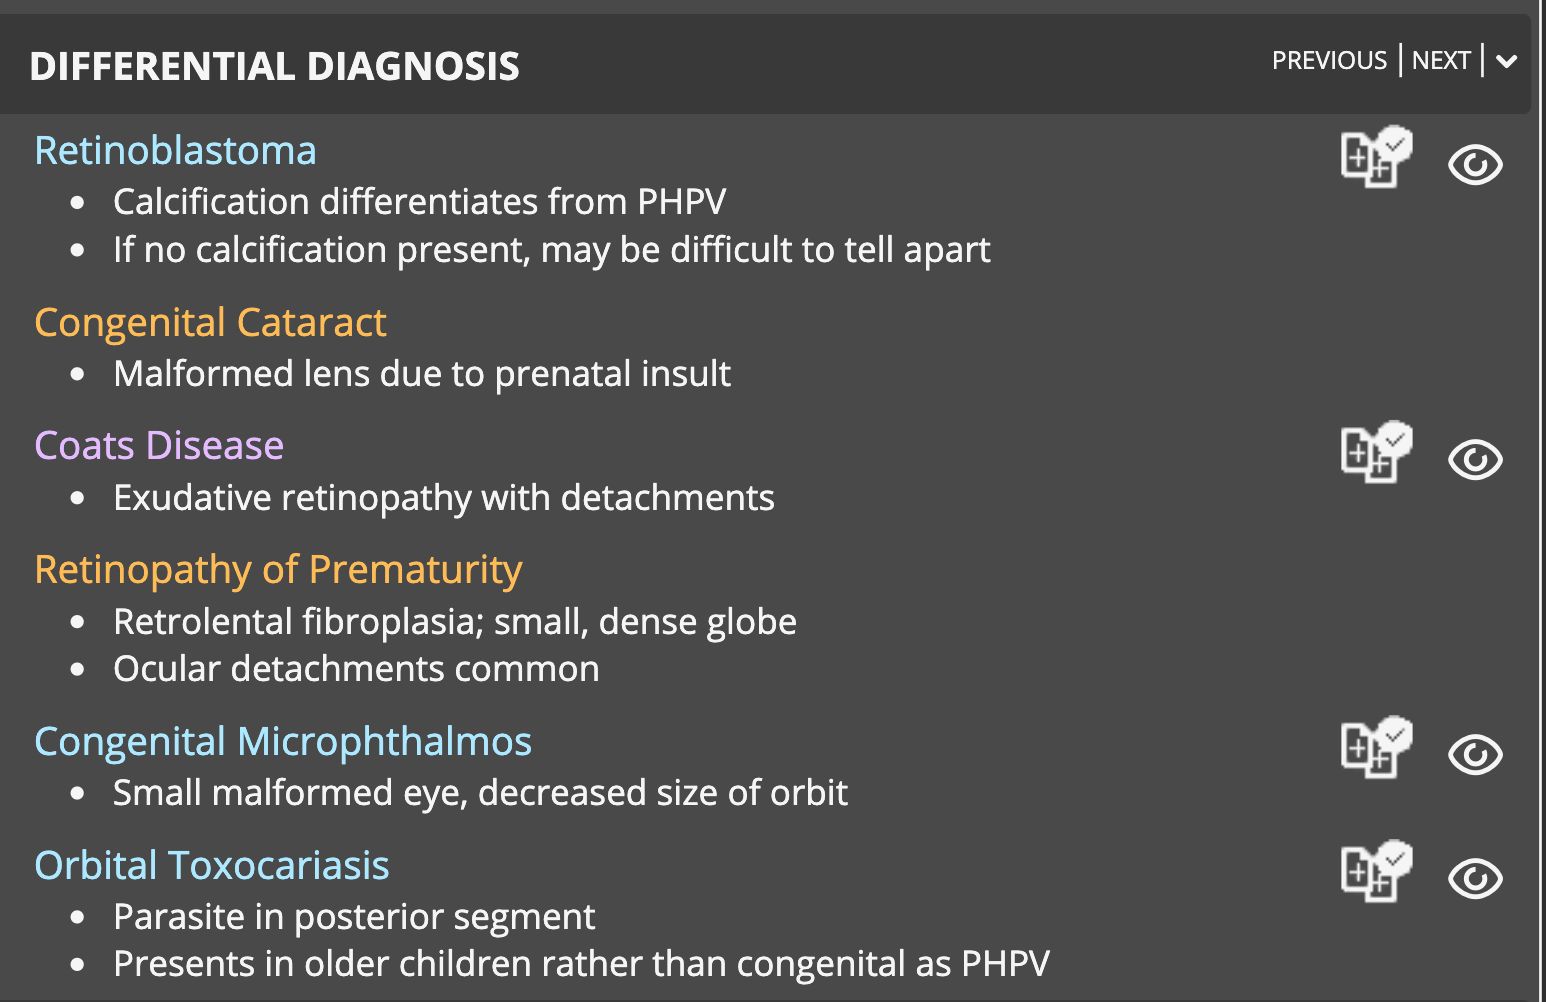 DIFFERENTIAL DIAGNOSIS
PREVIOUS | NEXT |
Retinoblastoma
• Calcification differentiates from PHPV
• If no calcification present, may be difficult to tell apart
Congenital Cataract
• Malformed lens due to prenatal insult
Coats Disease
• Exudative retinopathy with detachments
Retinopathy of Prematurity
• Retrolental fibroplasia; small, dense globe
• Ocular detachments common
Congenital Microphthalmos
• Small malformed eye, decreased size of orbit
Orbital Toxocariasis
• Parasite in posterior segment
• Presents in older children rather than congenital as PHPV